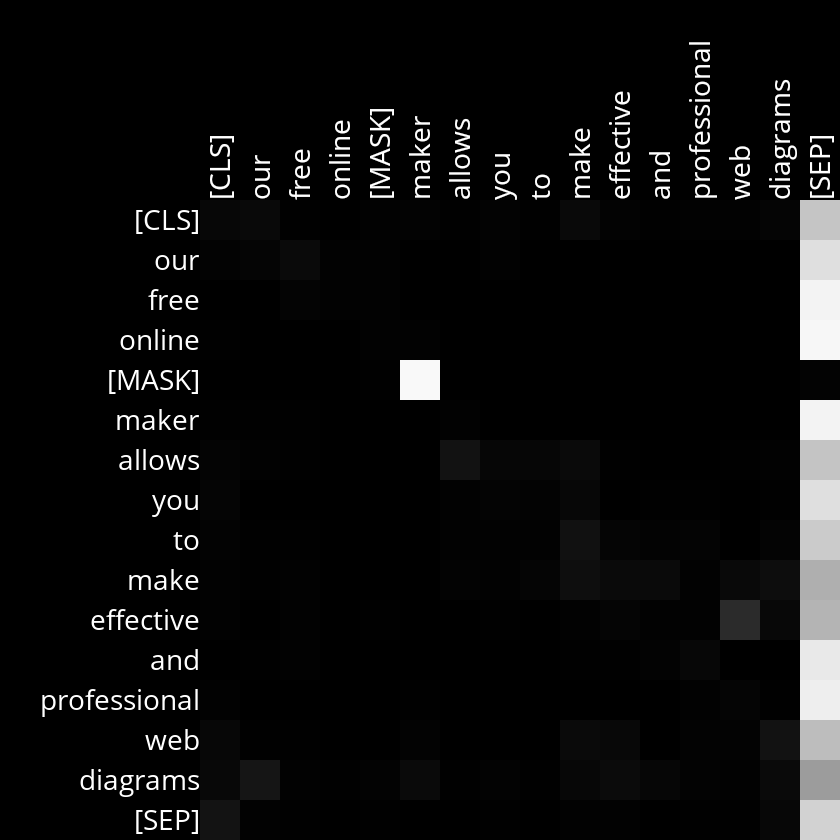 [CLS] our free online [MASK] maker allows you to make effective and professional web diagrams [SEP]
[CLS]
our
free
online
[MASK]
maker
allows
you
to
make
effective
and
professional
web
diagrams
[SEP]